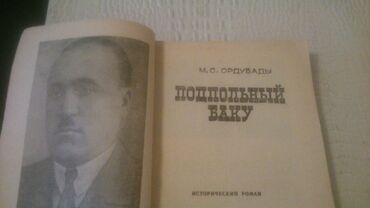 М. С. ОРДУБАДЫ
ПОДПОЛЬНЫЙ
БАКУ
ИСТОРИЧЕСКИЙ РОМАН